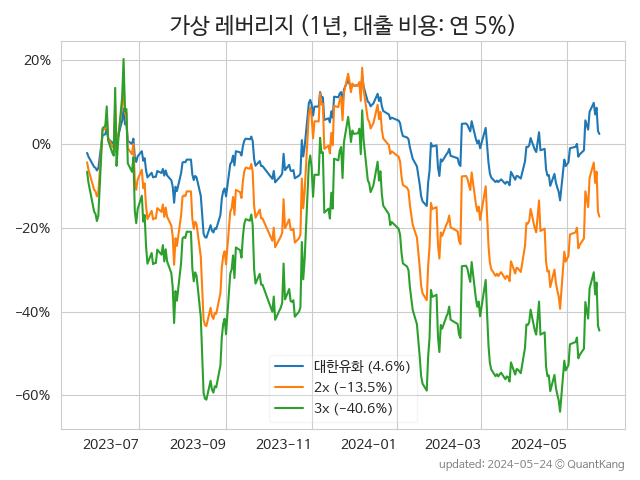 가상 레버리지 (1년, 대출 비용: 연 5%)
20%
0%
−20%
−40%
−60%
대한유화 (4.6%)
2x (−13.5%)
3x (−40.6%)
2023−07 2023−09 2023−11 2024−01 2024−03 2024−05
updated: 2024-05-24 © QuantKang